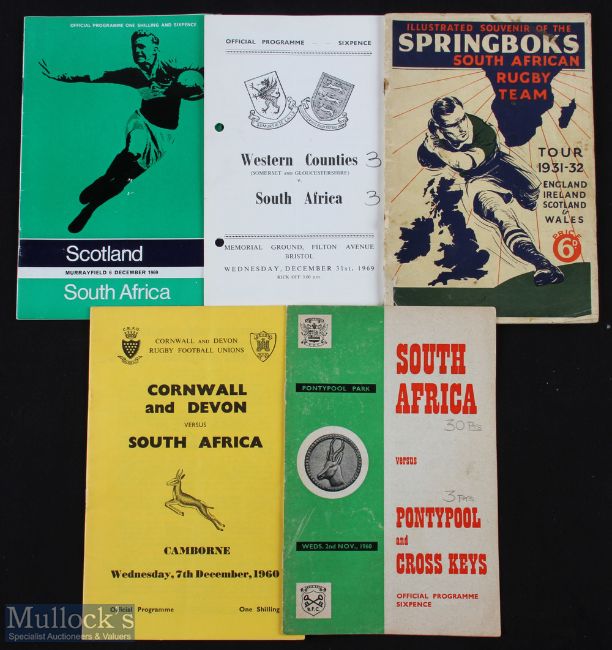 OFFICIAL PROGRAMME ONE SHILLING AND SIXPENCE
Scotland
MURRAYFIELD 6 DECEMBER 1969
South Africa
OFFICIAL PROGRAMME -- -- SIXPENCE
Western Counties 3
(SOMERSET and GLOUCESTERSHIRE)
v.
South Africa 3
MEMORIAL GROUND, FILTON AVENUE
BRISTOL
WEDNESDAY, DECEMBER 31st, 1969
KICK-OFF 3.00 p.m.
ILLUSTRATED SOUVENIR OF THE
SPRINGBOKS
SOUTH AFRICAN
RUGBY
TEAM
TOUR
1931-32
ENGLAND
IRELAND
SCOTLAND
&
WALES
PRICE
6D
C.R.F.U.
CORNWALL AND DEVON
RUGBY FOOTBALL UNIONS
CORNWALL
and DEVON
VERSUS
SOUTH AFRICA
CAMBORNE
Wednesday, 7th December, 1960
Official Programme One Shilling
PONTYPOOL PARK
WEDS. 2nd NOV., 1960
R.F.C.
SOUTH
AFRICA
30 Pts
versus
3 Pts
PONTYPOOL
and
CROSS KEYS
OFFICIAL PROGRAMME
SIXPENCE
Mullock's
Specialist Auctioneers & Valuers